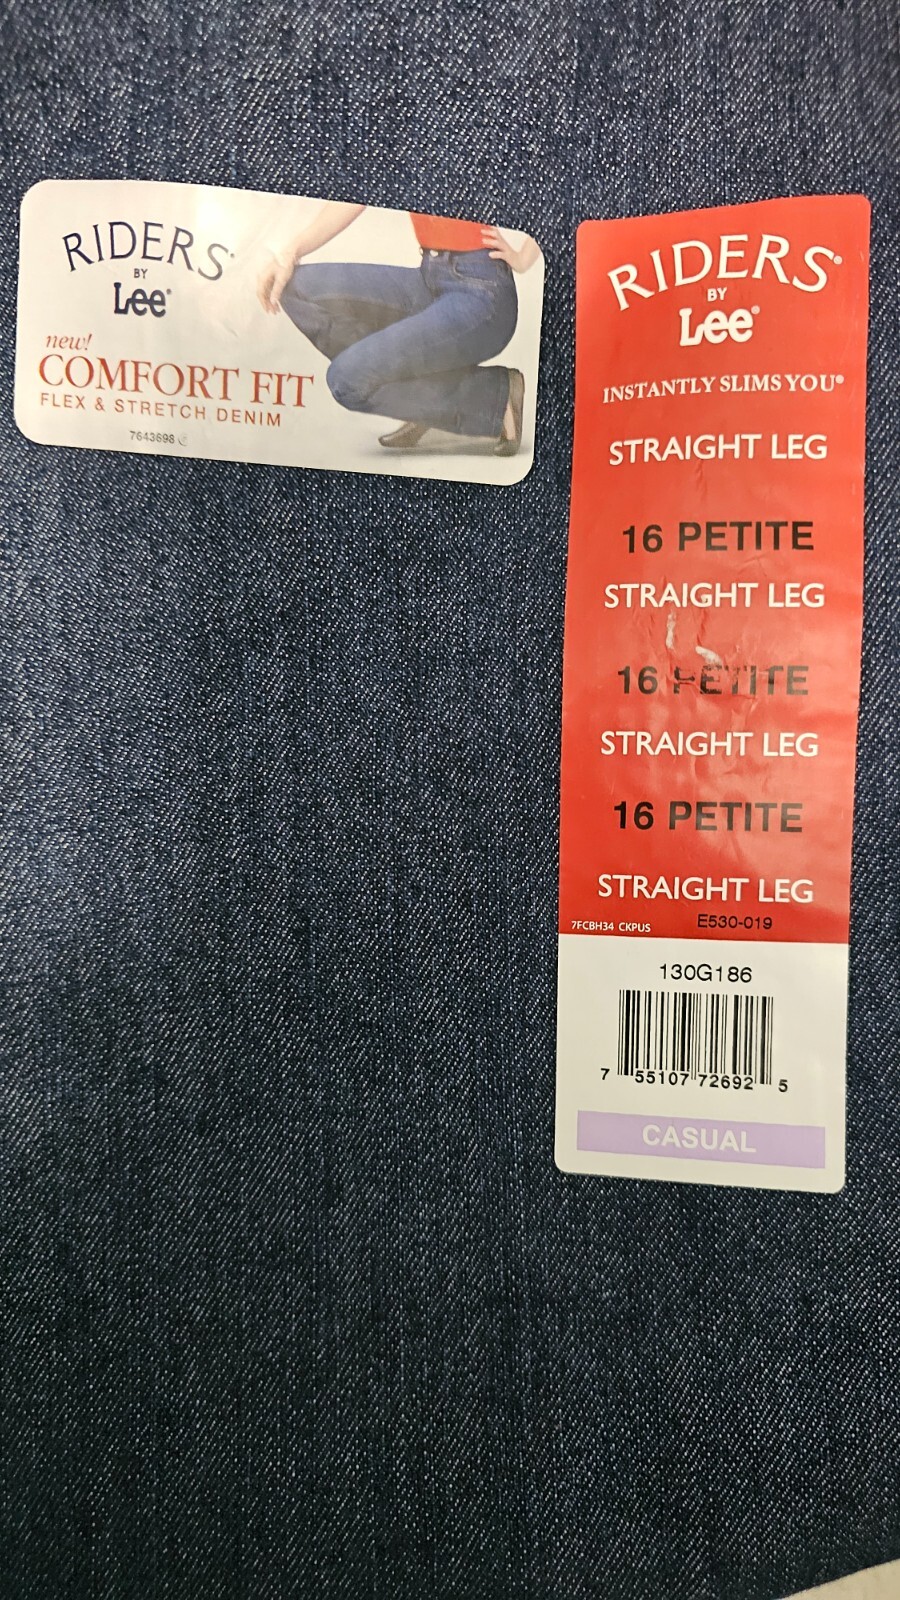 RIDERS®
BY
Lee®
new!
COMFORT FIT
FLEX & STRETCH DENIM
7643698
RIDERS®
BY
Lee®
INSTANTLY SLIMS YOU®
STRAIGHT LEG
16 PETITE
STRAIGHT LEG
16 PETITE
STRAIGHT LEG
16 PETITE
STRAIGHT LEG
7FCBH34 CKPUS E530-019
130G186
7 55107 72692 5
CASUAL